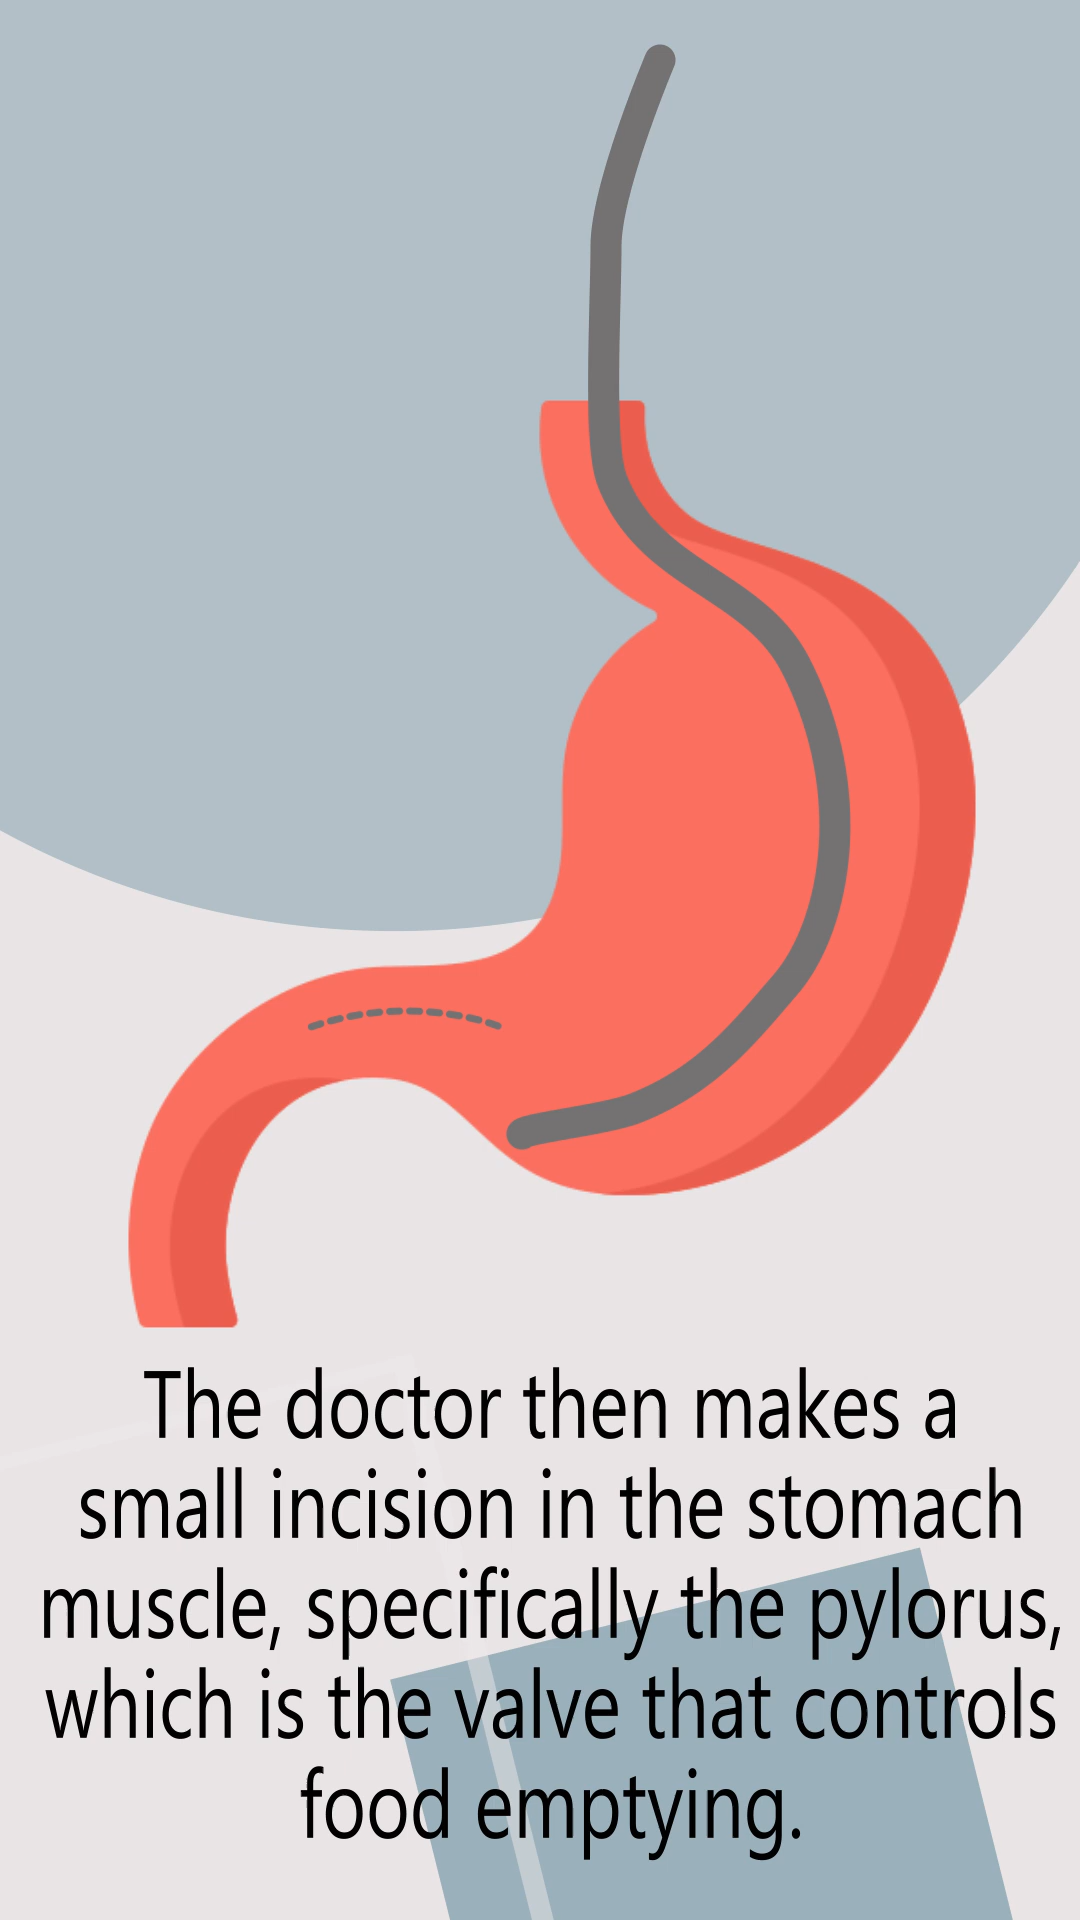 The doctor then makes a
small incision in the stomach
muscle, specifically the pylorus,
which is the valve that controls
food emptying.